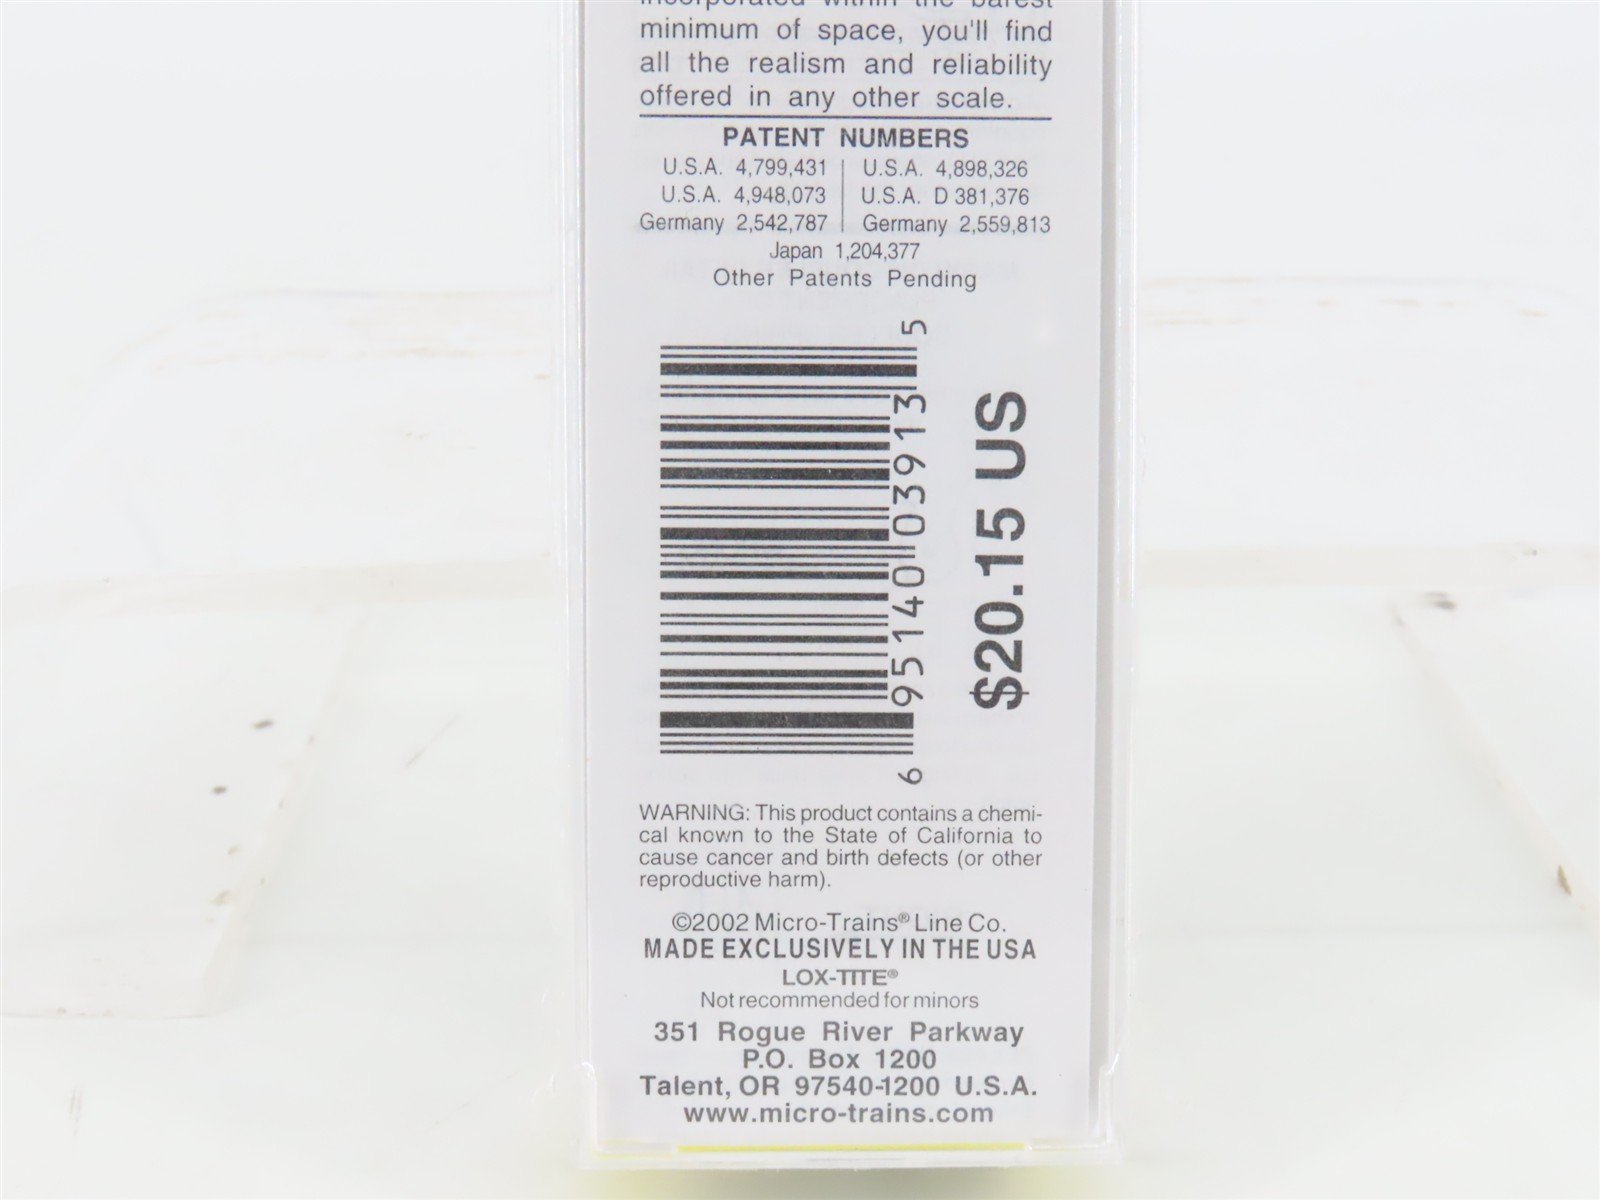 incorporated within the barest
minimum of space, you'll find
all the realism and reliability
offered in any other scale.
PATENT NUMBERS
U.S.A. 4,799,431 | U.S.A. 4,898,326
U.S.A. 4,948,073 | U.S.A. D 381,376
Germany 2,542,787 | Germany 2,559,813
Japan 1,204,377
Other Patents Pending
6 95140 03913 5
$20.15 US
WARNING: This product contains a chemi-
cal known to the State of California to
cause cancer and birth defects (or other
reproductive harm).
©2002 Micro-Trains® Line Co.
MADE EXCLUSIVELY IN THE USA
LOX-TITE®
Not recommended for minors
351 Rogue River Parkway
P.O. Box 1200
Talent, OR 97540-1200 U.S.A.
www.micro-trains.com